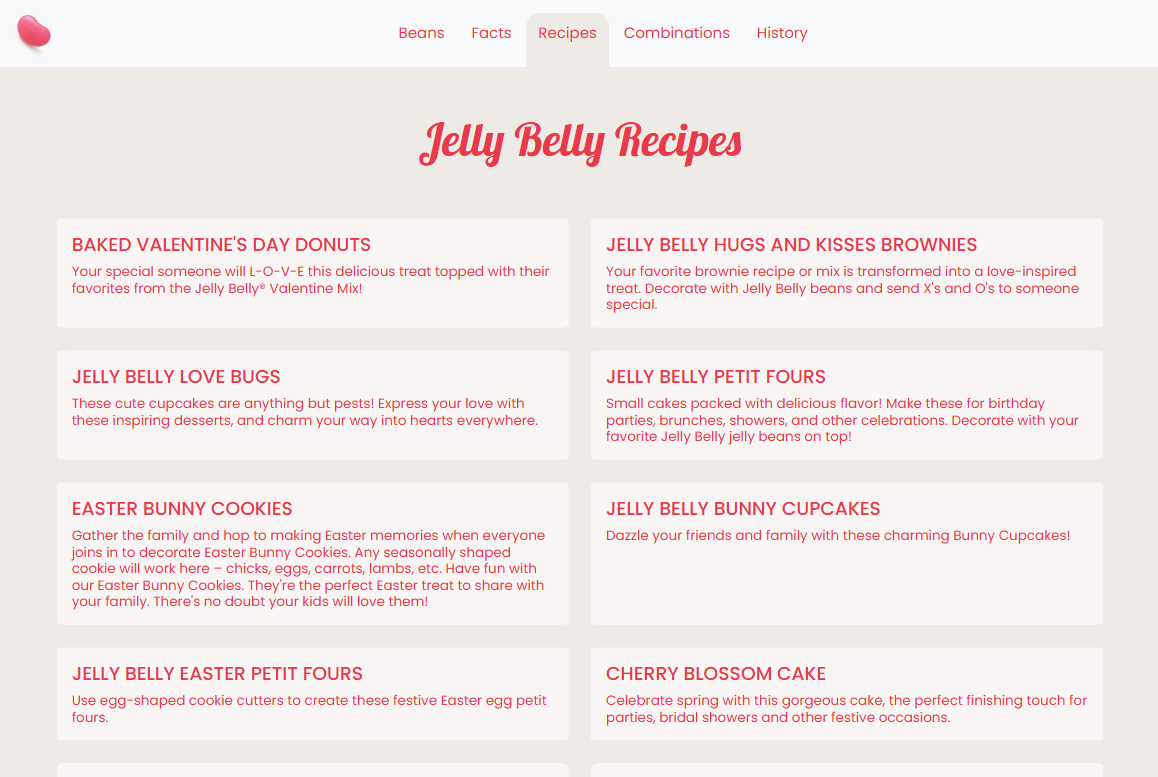 Beans Facts Recipes Combinations History
Jelly Belly Recipes
BAKED VALENTINE'S DAY DONUTS
Your special someone will L-O-V-E this delicious treat topped with their
favorites from the Jelly Belly® Valentine Mix!
JELLY BELLY HUGS AND KISSES BROWNIES
Your favorite brownie recipe or mix is transformed into a love-inspired
treat. Decorate with Jelly Belly beans and send X's and O's to someone
special.
JELLY BELLY LOVE BUGS
These cute cupcakes are anything but pests! Express your love with
these inspiring desserts, and charm your way into hearts everywhere.
JELLY BELLY PETIT FOURS
Small cakes packed with delicious flavor! Make these for birthday
parties, brunches, showers, and other celebrations. Decorate with your
favorite Jelly Belly jelly beans on top!
EASTER BUNNY COOKIES
Gather the family and hop to making Easter memories when everyone
joins in to decorate Easter Bunny Cookies. Any seasonally shaped
cookie will work here – chicks, eggs, carrots, lambs, etc. Have fun with
our Easter Bunny Cookies. They're the perfect Easter treat to share with
your family. There's no doubt your kids will love them!
JELLY BELLY BUNNY CUPCAKES
Dazzle your friends and family with these charming Bunny Cupcakes!
JELLY BELLY EASTER PETIT FOURS
Use egg-shaped cookie cutters to create these festive Easter egg petit
fours.
CHERRY BLOSSOM CAKE
Celebrate spring with this gorgeous cake, the perfect finishing touch for
parties, bridal showers and other festive occasions.